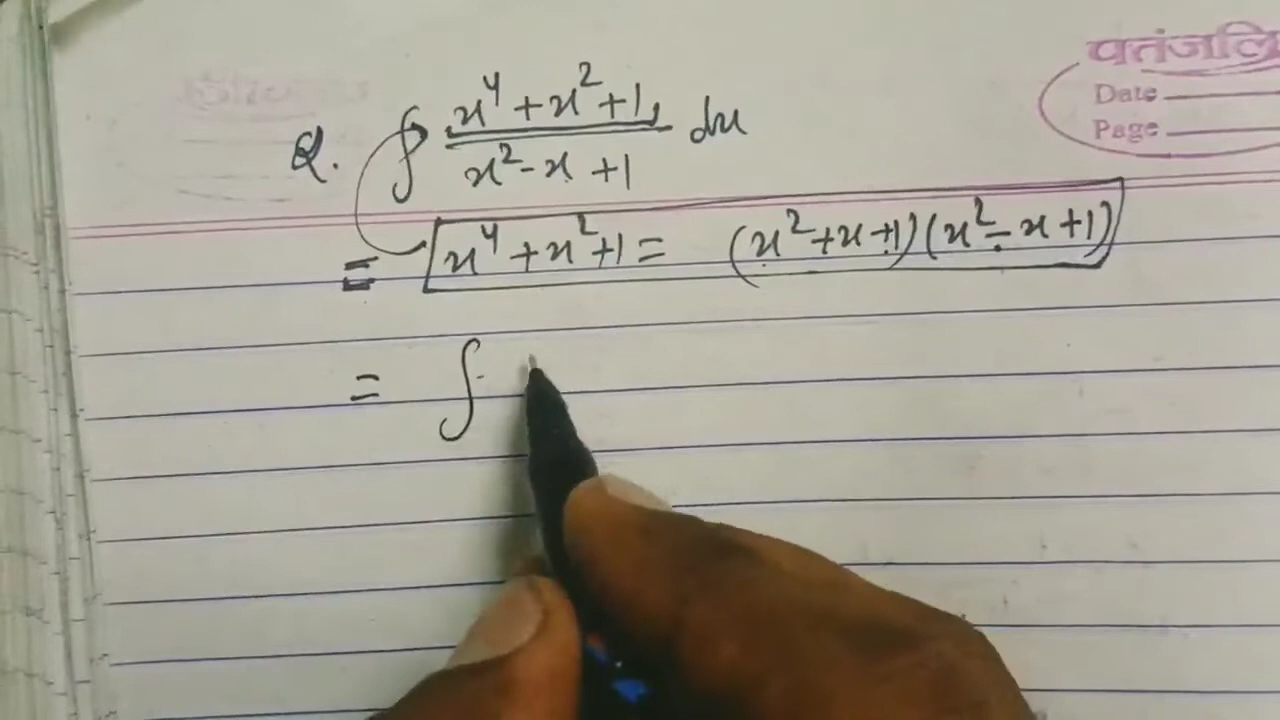 पतंजलि
Date
Page
Q. ∫ x⁴ + x² + 1 / x² - x + 1 dx
= x⁴ + x² + 1 = (x² + x + 1)(x² - x + 1)
= ∫